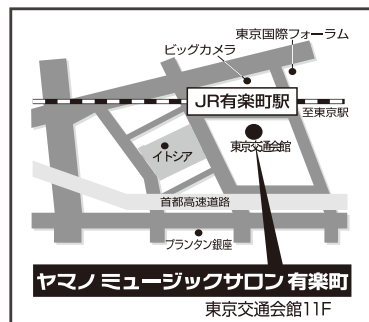 東京国際フォーラム
ビッグカメラ
JR有楽町駅
至東京駅
東京交通会館
イトシア
首都高速道路
プランタン銀座
ヤマノ ミュージックサロン 有楽町
東京交通会館11F